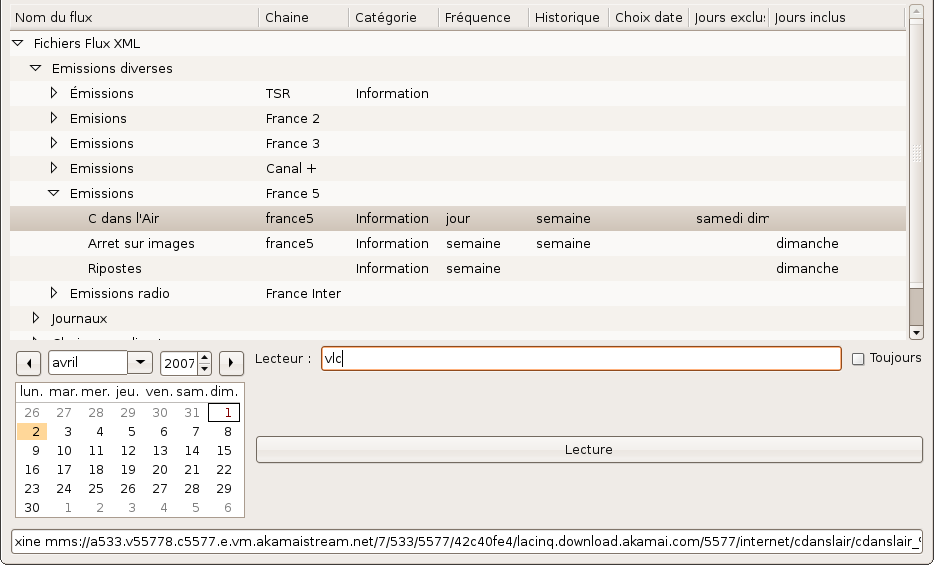 Nom du flux Chaine Catégorie Fréquence Historique Choix date Jours exclus Jours inclus
Fichiers Flux XML
Emissions diverses
Émissions TSR Information
Emisions France 2
Emissions France 3
Emissions Canal +
Emissions France 5
C dans l'Air france5 Information jour semaine samedi dim
Arret sur images france5 Information semaine semaine dimanche
Ripostes Information semaine dimanche
Emissions radio France Inter
Journaux
avril 2007 Lecteur : vlc Toujours
lun. mar. mer. jeu. ven. sam. dim.
26 27 28 29 30 31 1
2 3 4 5 6 7 8
9 10 11 12 13 14 15
16 17 18 19 20 21 22
23 24 25 26 27 28 29
30 1 2 3 4 5 6
Lecture
xine mms://a533.v55778.c5577.e.vm.akamaistream.net/7/533/5577/42c40fe4/lacinq.download.akamai.com/5577/internet/cdanslair/cdanslair_